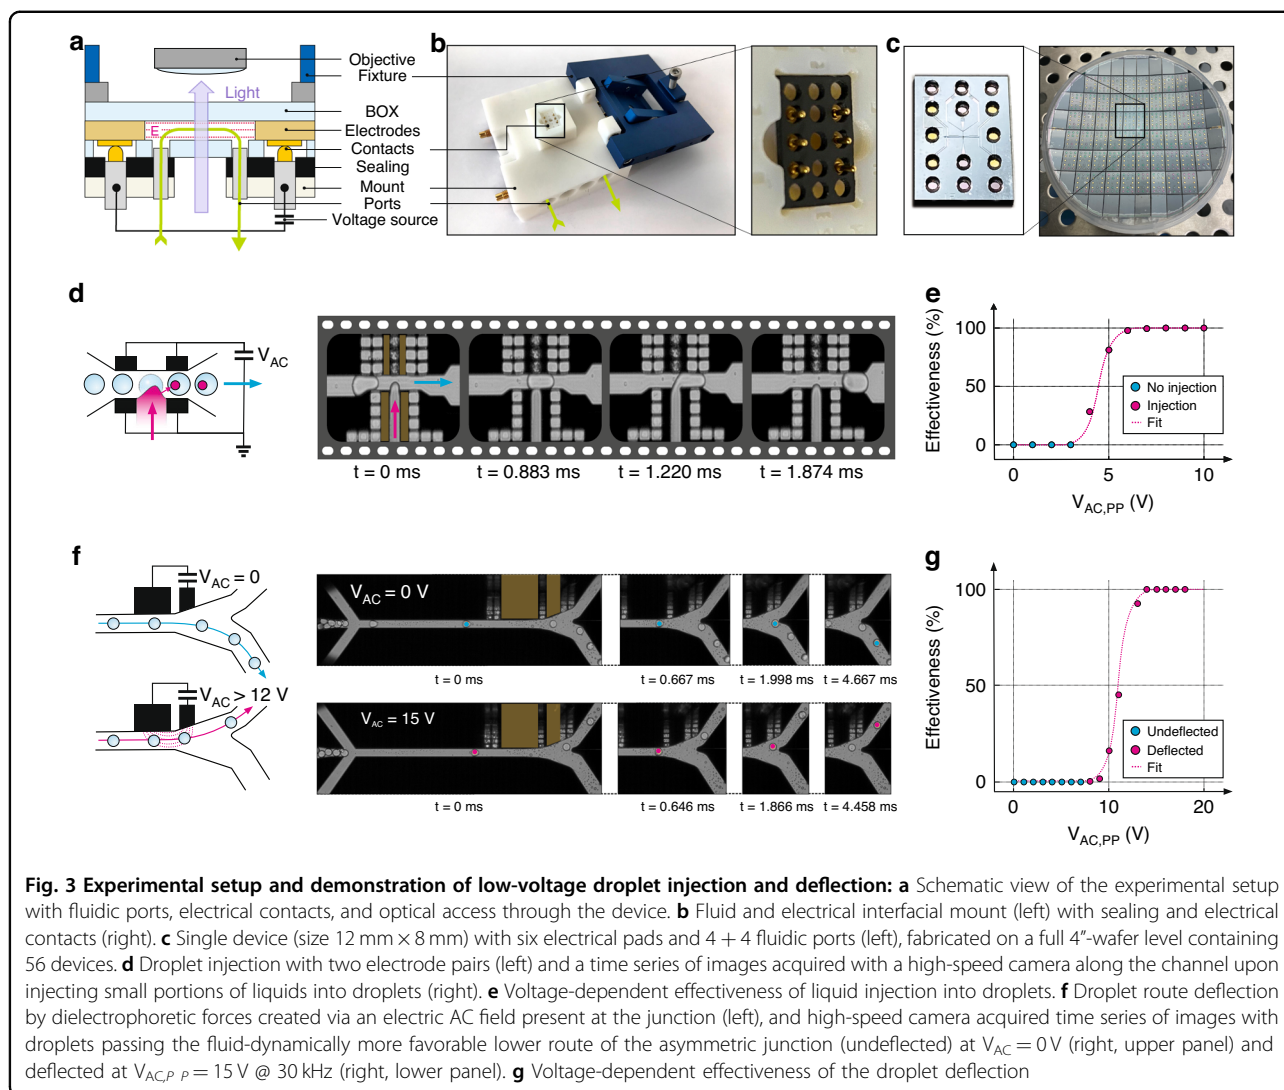 a
Objective
Fixture
Light
BOX
E
Electrodes
Contacts
Sealing
Mount
Ports
Voltage source
b
c
d
V_AC
t = 0 ms
t = 0.883 ms
t = 1.220 ms
t = 1.874 ms
e
Effectiveness (%)
100
50
0
No injection
Injection
Fit
0
5
10
V_AC,PP (V)
f
V_AC = 0
V_AC > 12 V
V_AC = 0 V
t = 0 ms
0.667 ms
t = 1.998 ms
t = 4.667 ms
V_AC = 15 V
t = 0 ms
0.646 ms
t = 1.866 ms
t = 4.458 ms
g
Effectiveness (%)
100
50
0
Undeflected
Deflected
Fit
0
10
20
V_AC,PP (V)
Fig. 3 Experimental setup and demonstration of low-voltage droplet injection and deflection: a Schematic view of the experimental setup
with fluidic ports, electrical contacts, and optical access through the device. b Fluid and electrical interfacial mount (left) with sealing and electrical
contacts (right). c Single device (size 12 mm × 8 mm) with six electrical pads and 4 + 4 fluidic ports (left), fabricated on a full 4″-wafer level containing
56 devices. d Droplet injection with two electrode pairs (left) and a time series of images acquired with a high-speed camera along the channel upon
injecting small portions of liquids into droplets (right). e Voltage-dependent effectiveness of liquid injection into droplets. f Droplet route deflection
by dielectrophoretic forces created via an electric AC field present at the junction (left), and high-speed camera acquired time series of images with
droplets passing the fluid-dynamically more favorable lower route of the asymmetric junction (undeflected) at V_AC = 0 V (right, upper panel) and
deflected at V_AC,P P = 15 V @ 30 kHz (right, lower panel). g Voltage-dependent effectiveness of the droplet deflection